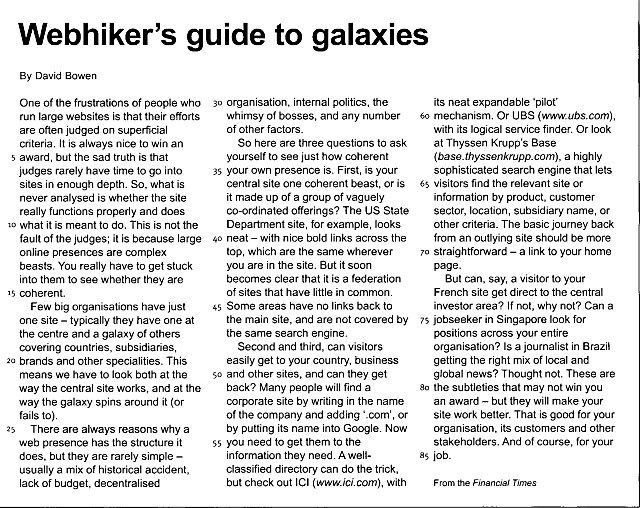 Webhiker's guide to galaxies
By David Bowen
One of the frustrations of people who
run large websites is that their efforts
are often judged on superficial
criteria. It is always nice to win an
5 award, but the sad truth is that
judges rarely have time to go into
sites in enough depth. So, what is
never analysed is whether the site
really functions properly and does
10 what it is meant to do. This is not the
fault of the judges; it is because large
online presences are complex
beasts. You really have to get stuck
into them to see whether they are
15 coherent.
Few big organisations have just
one site – typically they have one at
the centre and a galaxy of others
covering countries, subsidiaries,
20 brands and other specialities. This
means we have to look both at the
way the central site works, and at the
way the galaxy spins around it (or
fails to).
25 There are always reasons why a
web presence has the structure it
does, but they are rarely simple –
usually a mix of historical accident,
lack of budget, decentralised
30 organisation, internal politics, the
whimsy of bosses, and any number
of other factors.
So here are three questions to ask
yourself to see just how coherent
35 your own presence is. First, is your
central site one coherent beast, or is
it made up of a group of vaguely
co-ordinated offerings? The US State
Department site, for example, looks
40 neat – with nice bold links across the
top, which are the same wherever
you are in the site. But it soon
becomes clear that it is a federation
of sites that have little in common.
45 Some areas have no links back to
the main site, and are not covered by
the same search engine.
Second and third, can visitors
easily get to your country, business
50 and other sites, and can they get
back? Many people will find a
corporate site by writing in the name
of the company and adding '.com', or
by putting its name into Google. Now
55 you need to get them to the
information they need. A well-
classified directory can do the trick,
but check out ICI (www.ici.com), with
its neat expandable 'pilot'
60 mechanism. Or UBS (www.ubs.com),
with its logical service finder. Or look
at Thyssen Krupp's Base
(base.thyssenkrupp.com), a highly
sophisticated search engine that lets
65 visitors find the relevant site or
information by product, customer
sector, location, subsidiary name, or
other criteria. The basic journey back
from an outlying site should be more
70 straightforward – a link to your home
page.
But can, say, a visitor to your
French site get direct to the central
investor area? If not, why not? Can a
75 jobseeker in Singapore look for
positions across your entire
organisation? Is a journalist in Brazil
getting the right mix of local and
global news? Thought not. These are
80 the subtleties that may not win you
an award – but they will make your
site work better. That is good for your
organisation, its customers and other
stakeholders. And of course, for your
85 job.
From the Financial Times